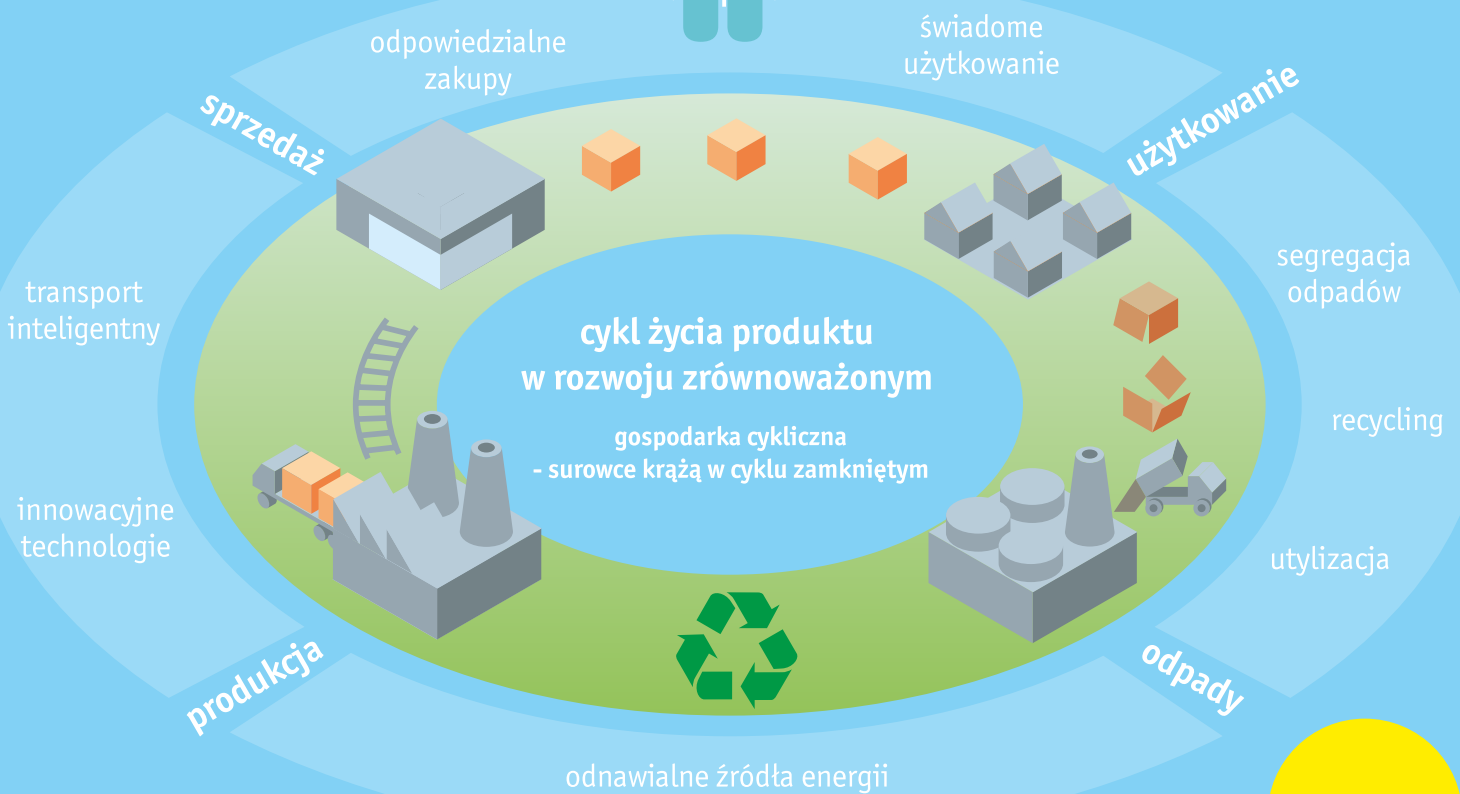 odpowiedzialne
zakupy
świadome
użytkowanie
sprzedaż
użytkowanie
transport
inteligentny
segregacja
odpadów
cykl życia produktu
w rozwoju zrównoważonym
gospodarka cykliczna
- surowce krążą w cyklu zamkniętym
recycling
innowacyjne
technologie
utylizacja
produkcja
odpady
odnawialne źródła energii